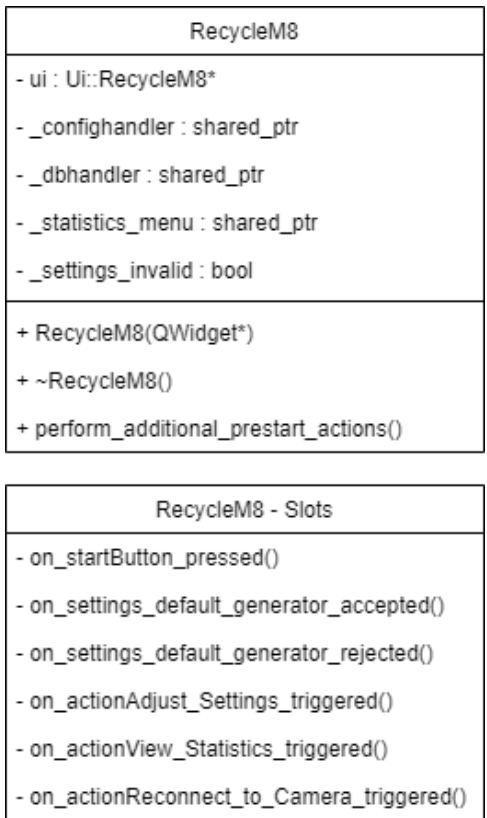 RecycleM8
- ui : Ui::RecycleM8*
- _confighandler : shared_ptr
- _dbhandler : shared_ptr
- _statistics_menu : shared_ptr
- _settings_invalid : bool
+ RecycleM8(QWidget*)
+ ~RecycleM8()
+ perform_additional_prestart_actions()
RecycleM8 - Slots
- on_startButton_pressed()
- on_settings_default_generator_accepted()
- on_settings_default_generator_rejected()
- on_actionAdjust_Settings_triggered()
- on_actionView_Statistics_triggered()
- on_actionReconnect_to_Camera_triggered()